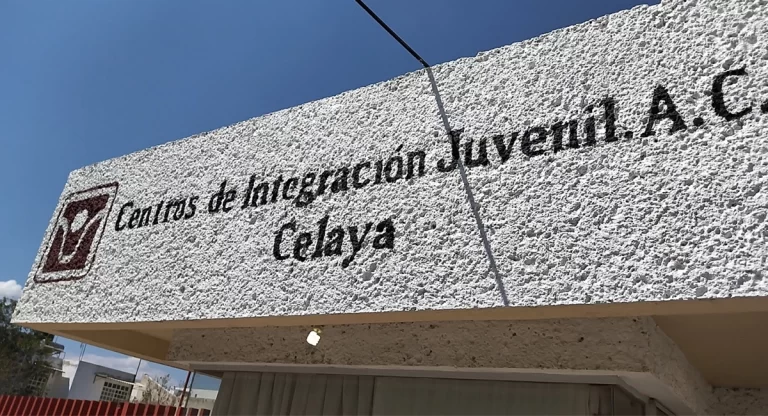 Centros de Integración Juvenil. A.C.
Celaya